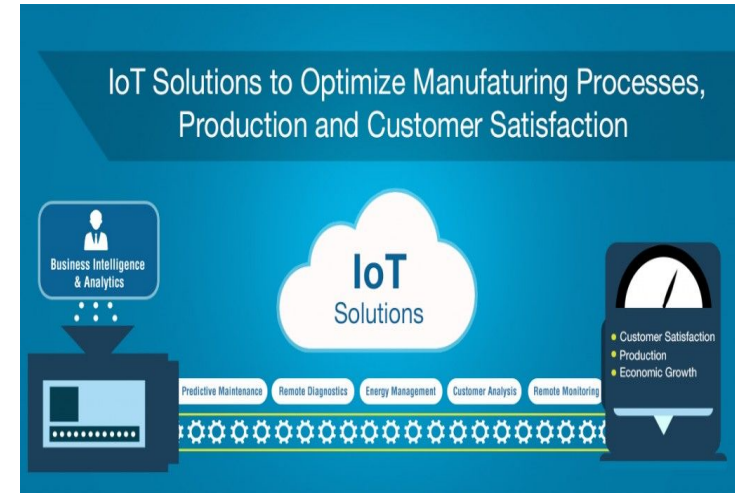 IoT Solutions to Optimize Manufaturing Processes,
Production and Customer Satisfaction
Business Intelligence
& Analytics
IoT
Solutions
Customer Satisfaction
Production
Economic Growth
Predictive Maintenance
Remote Diagnostics
Energy Management
Customer Analysis
Remote Monitoring